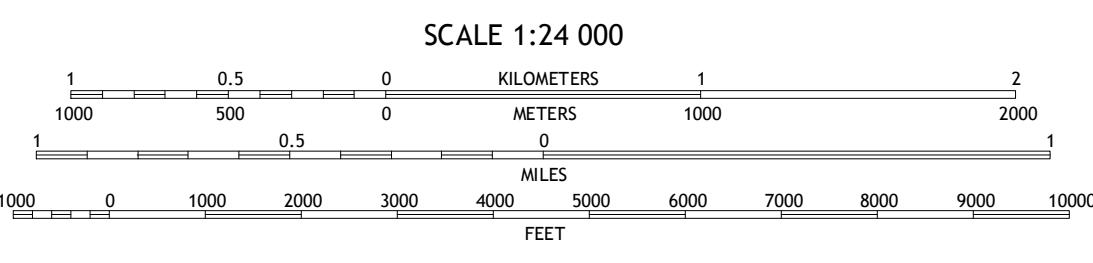 SCALE 1:24 000
1 0.5 0 KILOMETERS 1 2
1000 500 0 METERS 1000 2000
1 0.5 0 1
MILES
1000 0 1000 2000 3000 4000 5000 6000 7000 8000 9000 10000
FEET